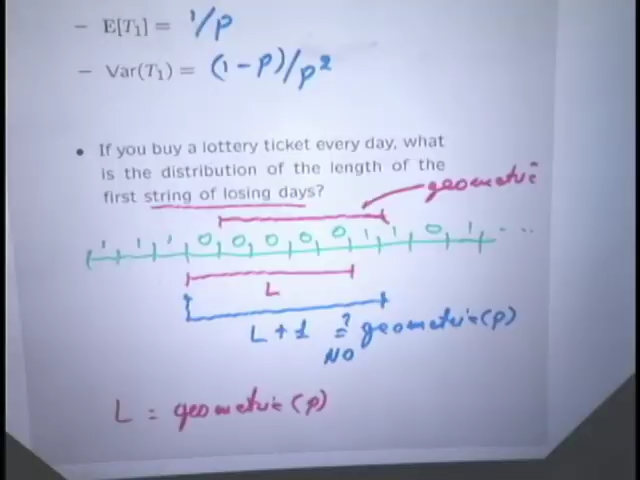 – E[T₁] = 1/p
– Var(T₁) = (1-p)/p²
• If you buy a lottery ticket every day, what
is the distribution of the length of the
first string of losing days?
geometric
1 1 1 0 0 0 0 0 1 1 0 1 ...
L
L+1 =? geometric(p)
NO
L = geometric(p)